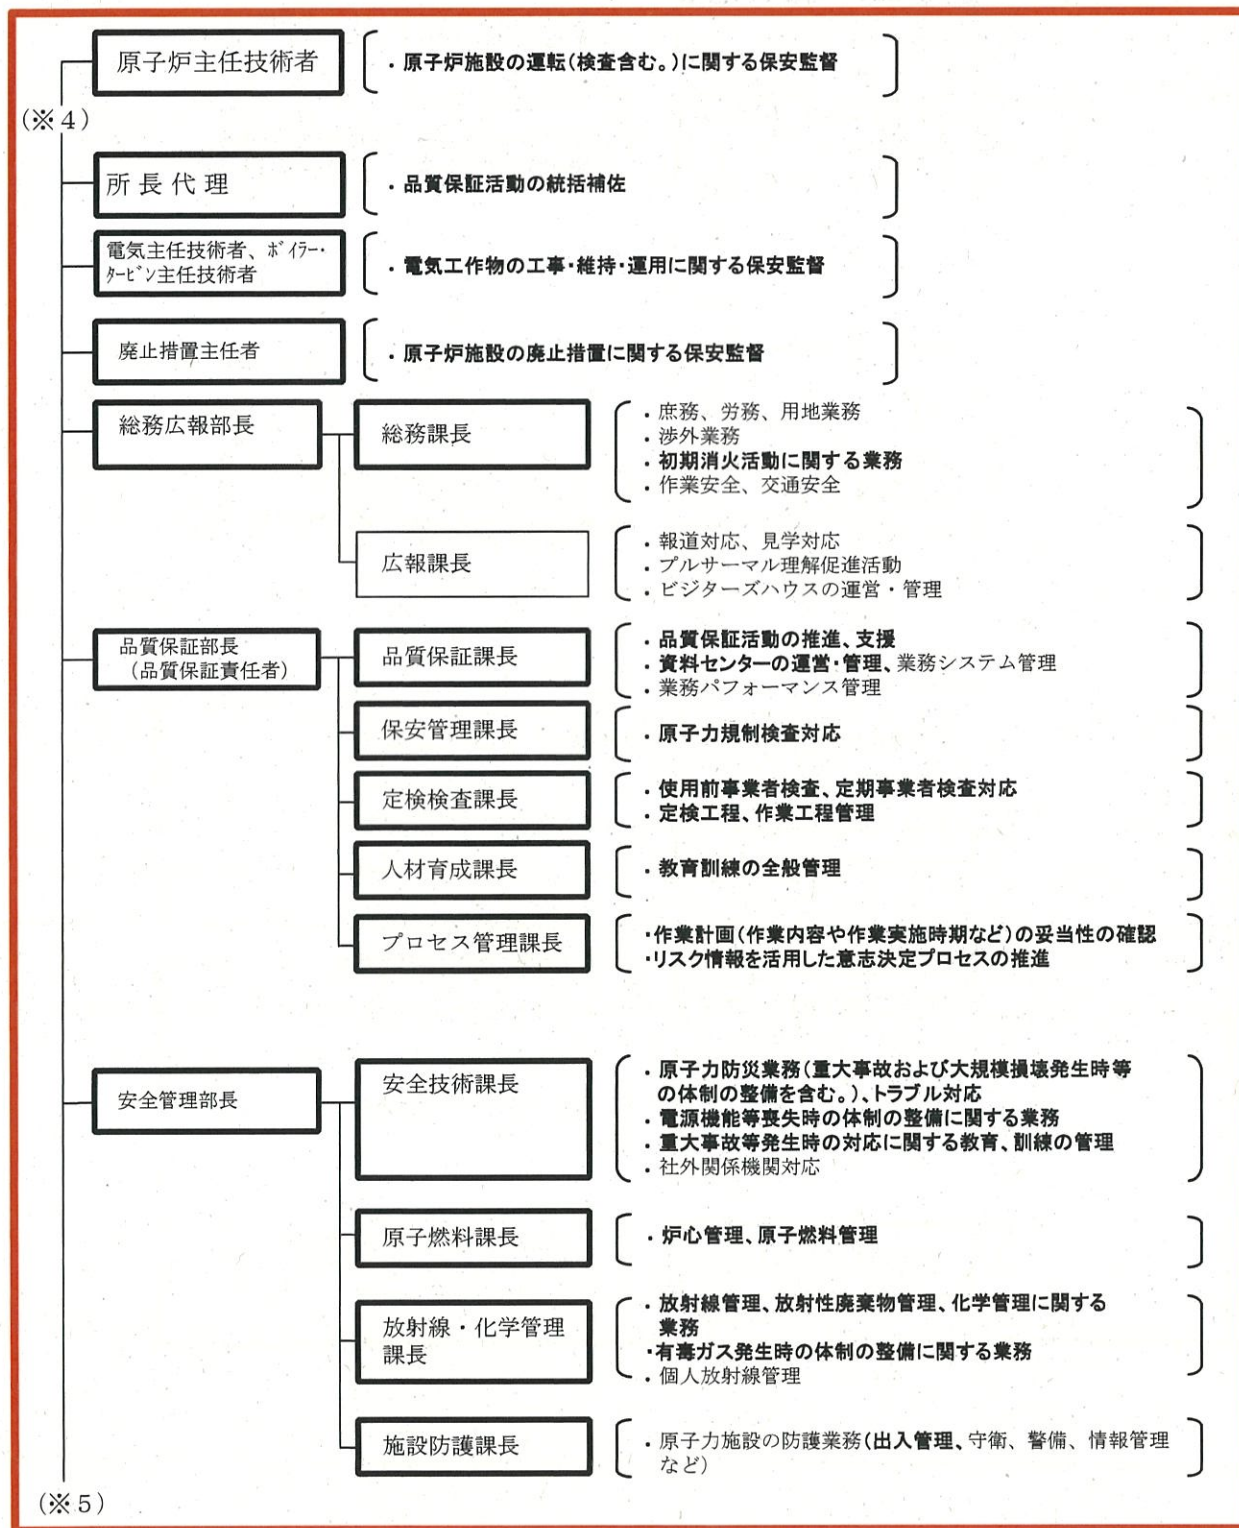 原子炉主任技術者
・原子炉施設の運転(検査含む。)に関する保安監督
(※4)
所長代理
・品質保証活動の統括補佐
電気主任技術者、ボイラー・
タービン主任技術者
・電気工作物の工事・維持・運用に関する保安監督
廃止措置主任者
・原子炉施設の廃止措置に関する保安監督
総務広報部長
総務課長
・庶務、労務、用地業務
・渉外業務
・初期消火活動に関する業務
・作業安全、交通安全
広報課長
・報道対応、見学対応
・プルサーマル理解促進活動
・ビジターズハウスの運営・管理
品質保証部長
(品質保証責任者)
品質保証課長
・品質保証活動の推進、支援
・資料センターの運営・管理、業務システム管理
・業務パフォーマンス管理
保安管理課長
・原子力規制検査対応
定検検査課長
・使用前事業者検査、定期事業者検査対応
・定検工程、作業工程管理
人材育成課長
・教育訓練の全般管理
プロセス管理課長
・作業計画(作業内容や作業実施時期など)の妥当性の確認
・リスク情報を活用した意志決定プロセスの推進
安全管理部長
安全技術課長
・原子力防災業務(重大事故および大規模損壊発生時等
の体制の整備を含む。)、トラブル対応
・電源機能等喪失時の体制の整備に関する業務
・重大事故等発生時の対応に関する教育、訓練の管理
・社外関係機関対応
原子燃料課長
・炉心管理、原子燃料管理
放射線・化学管理
課長
・放射線管理、放射性廃棄物管理、化学管理に関する
業務
・有毒ガス発生時の体制の整備に関する業務
・個人放射線管理
施設防護課長
・原子力施設の防護業務(出入管理、守衛、警備、情報管理
など)
(※5)